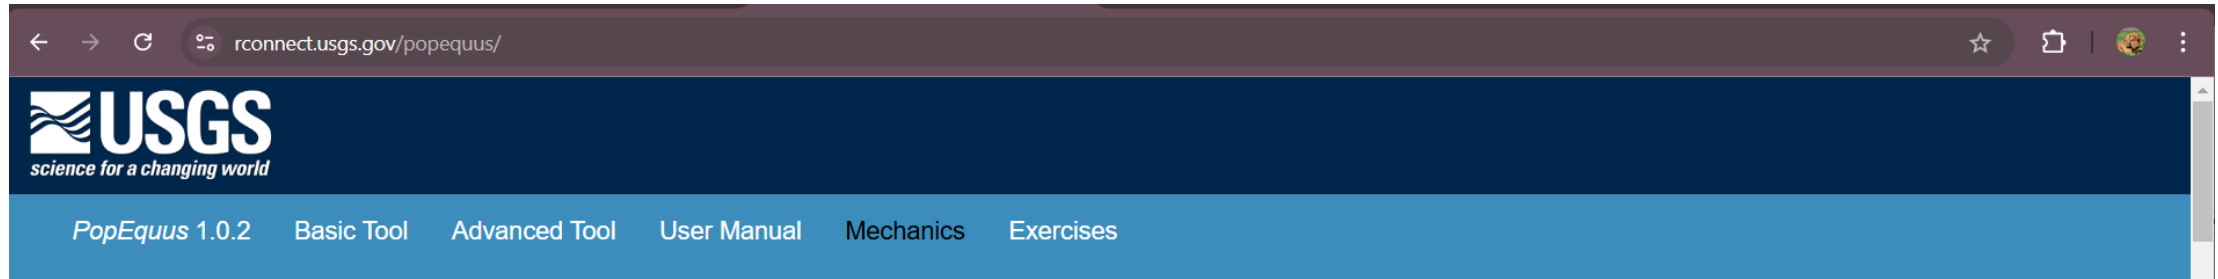 rconnect.usgs.gov/popequus/
USGS
science for a changing world
PopEquus 1.0.2 Basic Tool Advanced Tool User Manual Mechanics Exercises